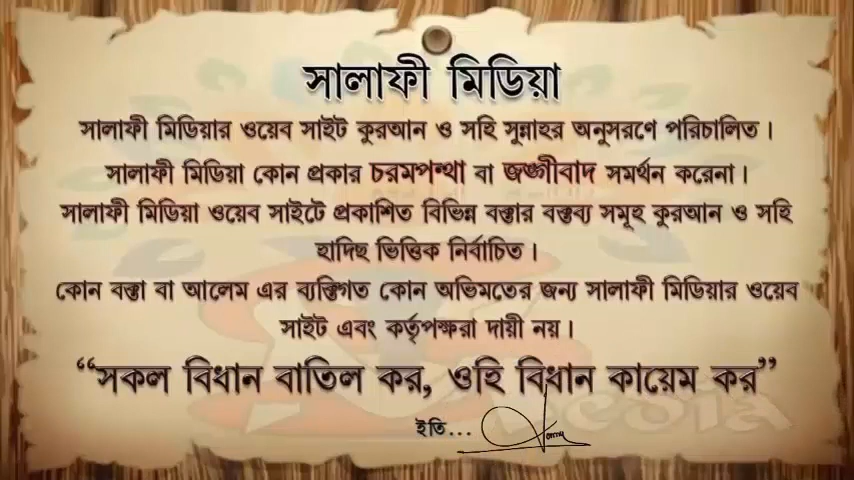 সালাফী মিডিয়া
সালাফী মিডিয়ার ওয়েব সাইট কুরআন ও সহি সুন্নাহর অনুসরণে পরিচালিত।
সালাফী মিডিয়া কোন প্রকার চরমপন্থা বা জঙ্গীবাদ সমর্থন করেনা।
সালাফী মিডিয়া ওয়েব সাইটে প্রকাশিত বিভিন্ন বক্তার বক্তব্য সমূহ কুরআন ও সহি
হাদিছ ভিত্তিক নির্বাচিত।
কোন বক্তা বা আলেম এর ব্যক্তিগত কোন অভিমতের জন্য সালাফী মিডিয়ার ওয়েব
সাইট এবং কর্তৃপক্ষরা দায়ী নয়।
“সকল বিধান বাতিল কর, ওহি বিধান কায়েম কর”
ইতি...